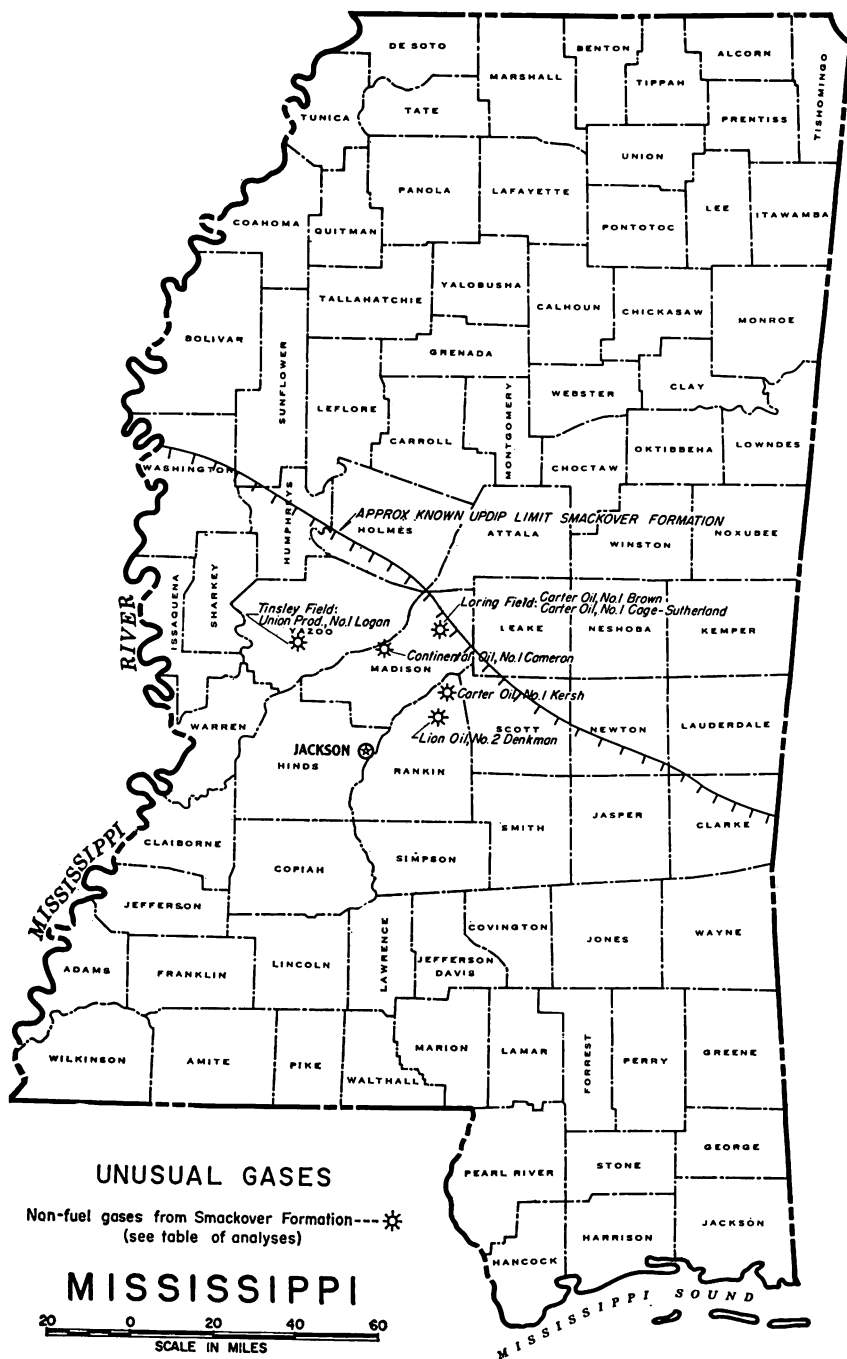 DE SOTO
BENTON
ALCORN
MARSHALL
TIPPAH
TISHOMINGO
TUNICA
TATE
PRENTISS
UNION
PANOLA
LAFAYETTE
LEE
ITAWAMBA
COAHOMA
QUITMAN
PONTOTOC
TALLAHATCHIE
YALOBUSHA
CALHOUN
CHICKASAW
MONROE
BOLIVAR
SUNFLOWER
GRENADA
WEBSTER
CLAY
LEFLORE
CARROLL
MONTGOMERY
CHOCTAW
OKTIBBEHA
LOWNDES
WASHINGTON
HUMPHREYS
APPROX KNOWN UPDIP LIMIT SMACKOVER FORMATION
HOLMES
ATTALA
WINSTON
NOXUBEE
ISSAQUENA
SHARKEY
Tinsley Field:
Union Prod., No.1 Logan
YAZOO
Loring Field: Carter Oil, No.1 Brown
Carter Oil, No.1 Cage-Sutherland
LEAKE
NESHOBA
KEMPER
RIVER
Continental Oil, No.1 Cameron
MADISON
Carter Oil, No.1 Kersh
WARREN
Lion Oil, No.2 Denkman
SCOTT
NEWTON
LAUDERDALE
JACKSON
HINDS
RANKIN
SMITH
JASPER
CLARKE
MISSISSIPPI
CLAIBORNE
COPIAH
SIMPSON
JEFFERSON
LAWRENCE
COVINGTON
JONES
WAYNE
ADAMS
FRANKLIN
LINCOLN
JEFFERSON
DAVIS
WILKINSON
AMITE
PIKE
WALTHALL
MARION
LAMAR
FORREST
PERRY
GREENE
PEARL RIVER
STONE
GEORGE
HANCOCK
HARRISON
JACKSON
MISSISSIPPI SOUND
UNUSUAL GASES
Non-fuel gases from Smackover Formation----
(see table of analyses)
MISSISSIPPI
20 0 20 40 60
SCALE IN MILES